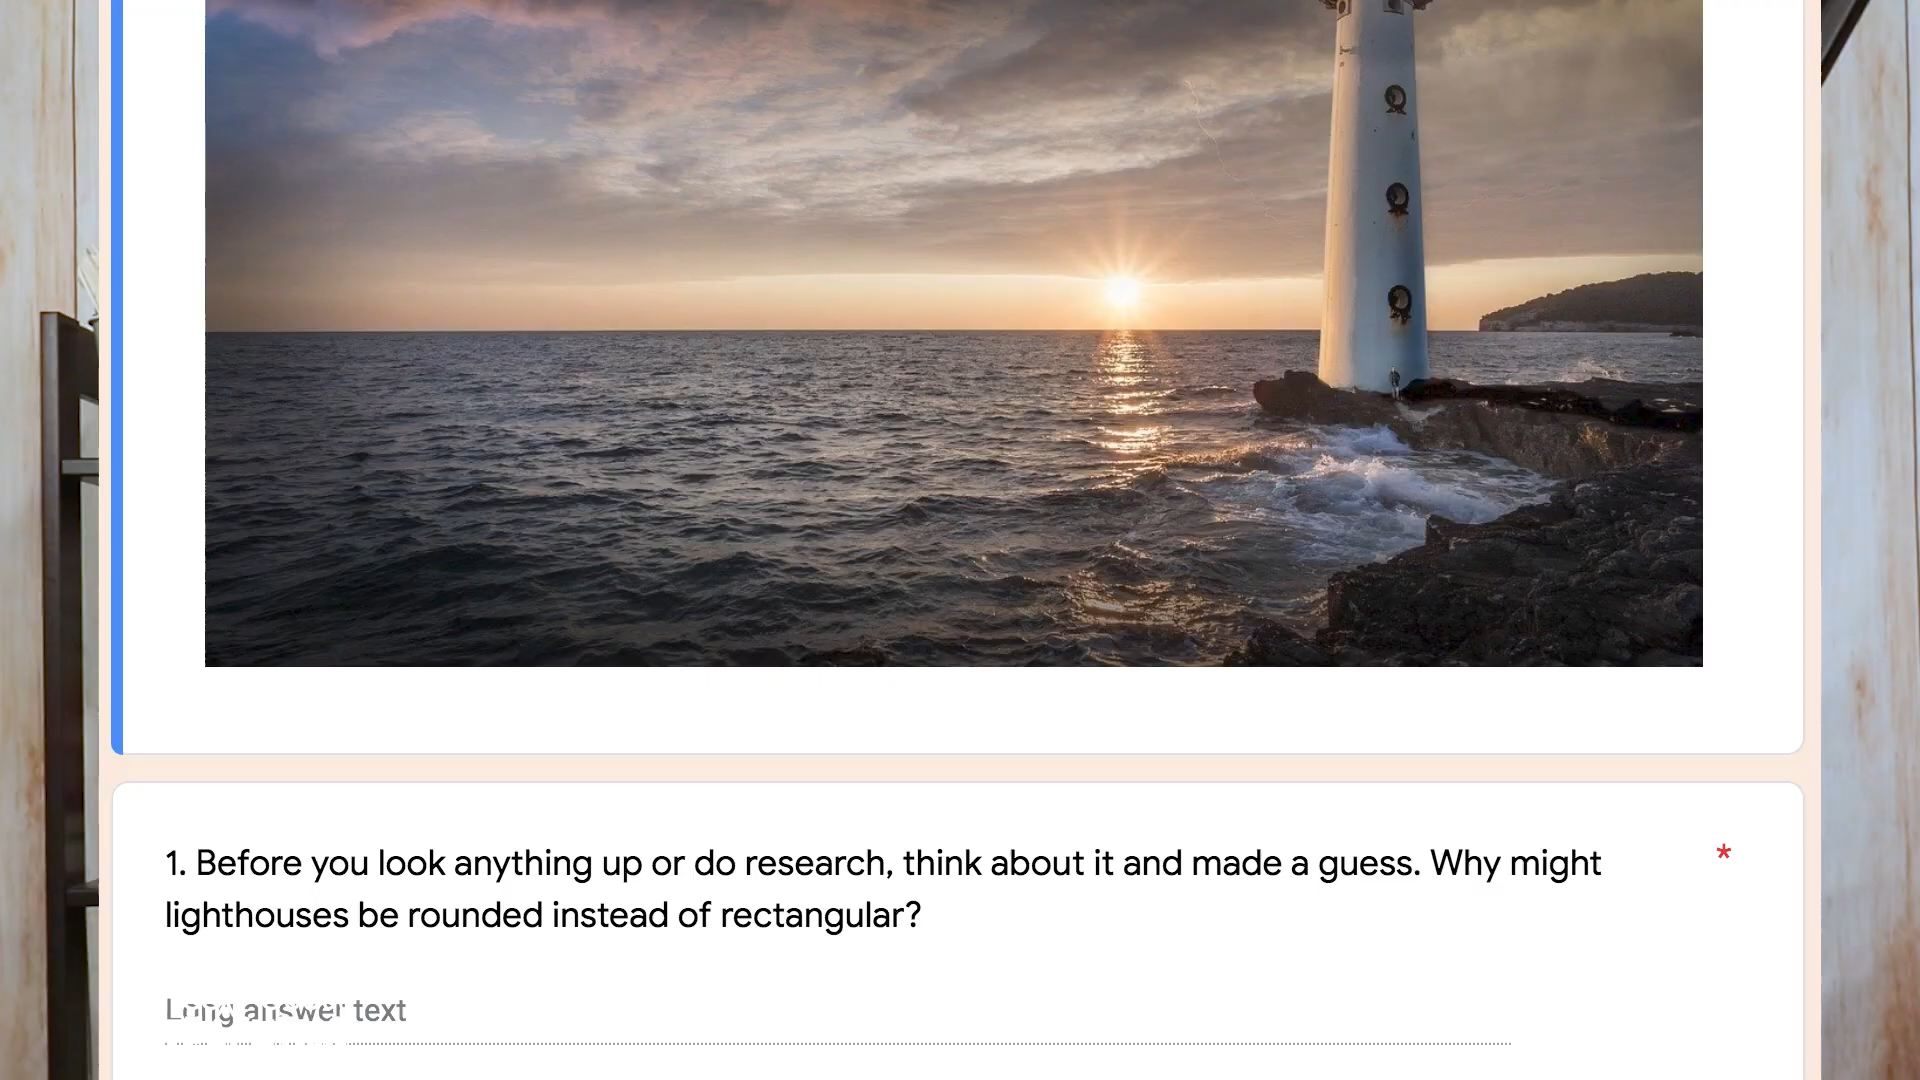 1. Before you look anything up or do research, think about it and made a guess. Why might
*
lighthouses be rounded instead of rectangular?
Long answer text